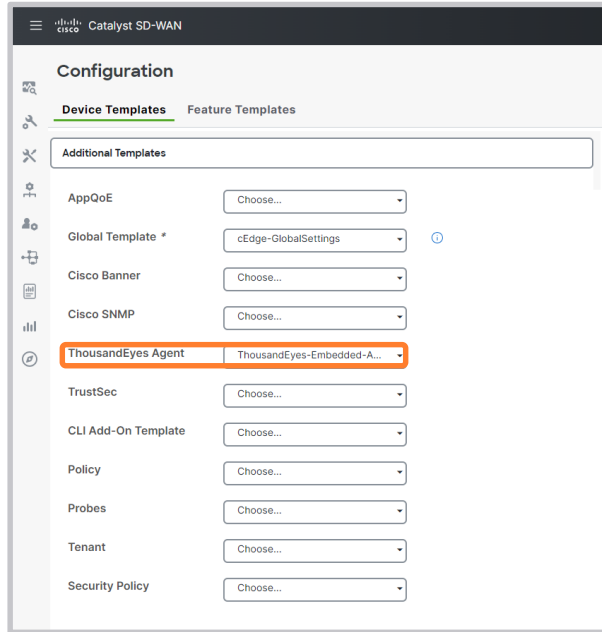 cisco Catalyst SD-WAN
Configuration
Device Templates Feature Templates
Additional Templates
AppQoE Choose...
Global Template * cEdge-GlobalSettings
Cisco Banner Choose...
Cisco SNMP Choose...
ThousandEyes Agent ThousandEyes-Embedded-A...
TrustSec Choose...
CLI Add-On Template Choose...
Policy Choose...
Probes Choose...
Tenant Choose...
Security Policy Choose...